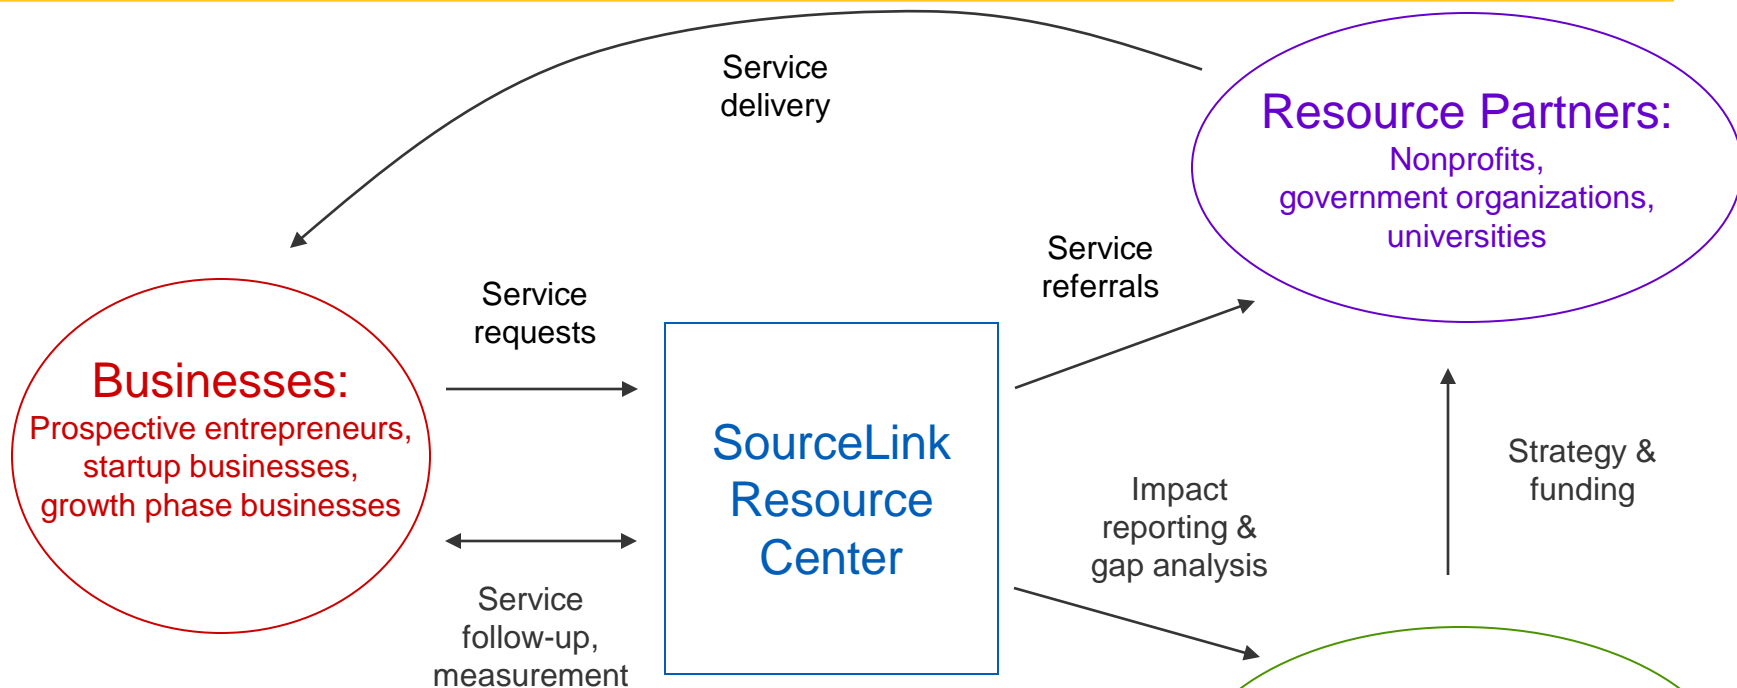 Service
delivery
Resource Partners:
Nonprofits,
government organizations,
universities
Service
referrals
Service
requests
Businesses:
Prospective entrepreneurs,
startup businesses,
growth phase businesses
SourceLink
Resource
Center
Strategy &
funding
Impact
reporting &
gap analysis
Service
follow-up,
measurement